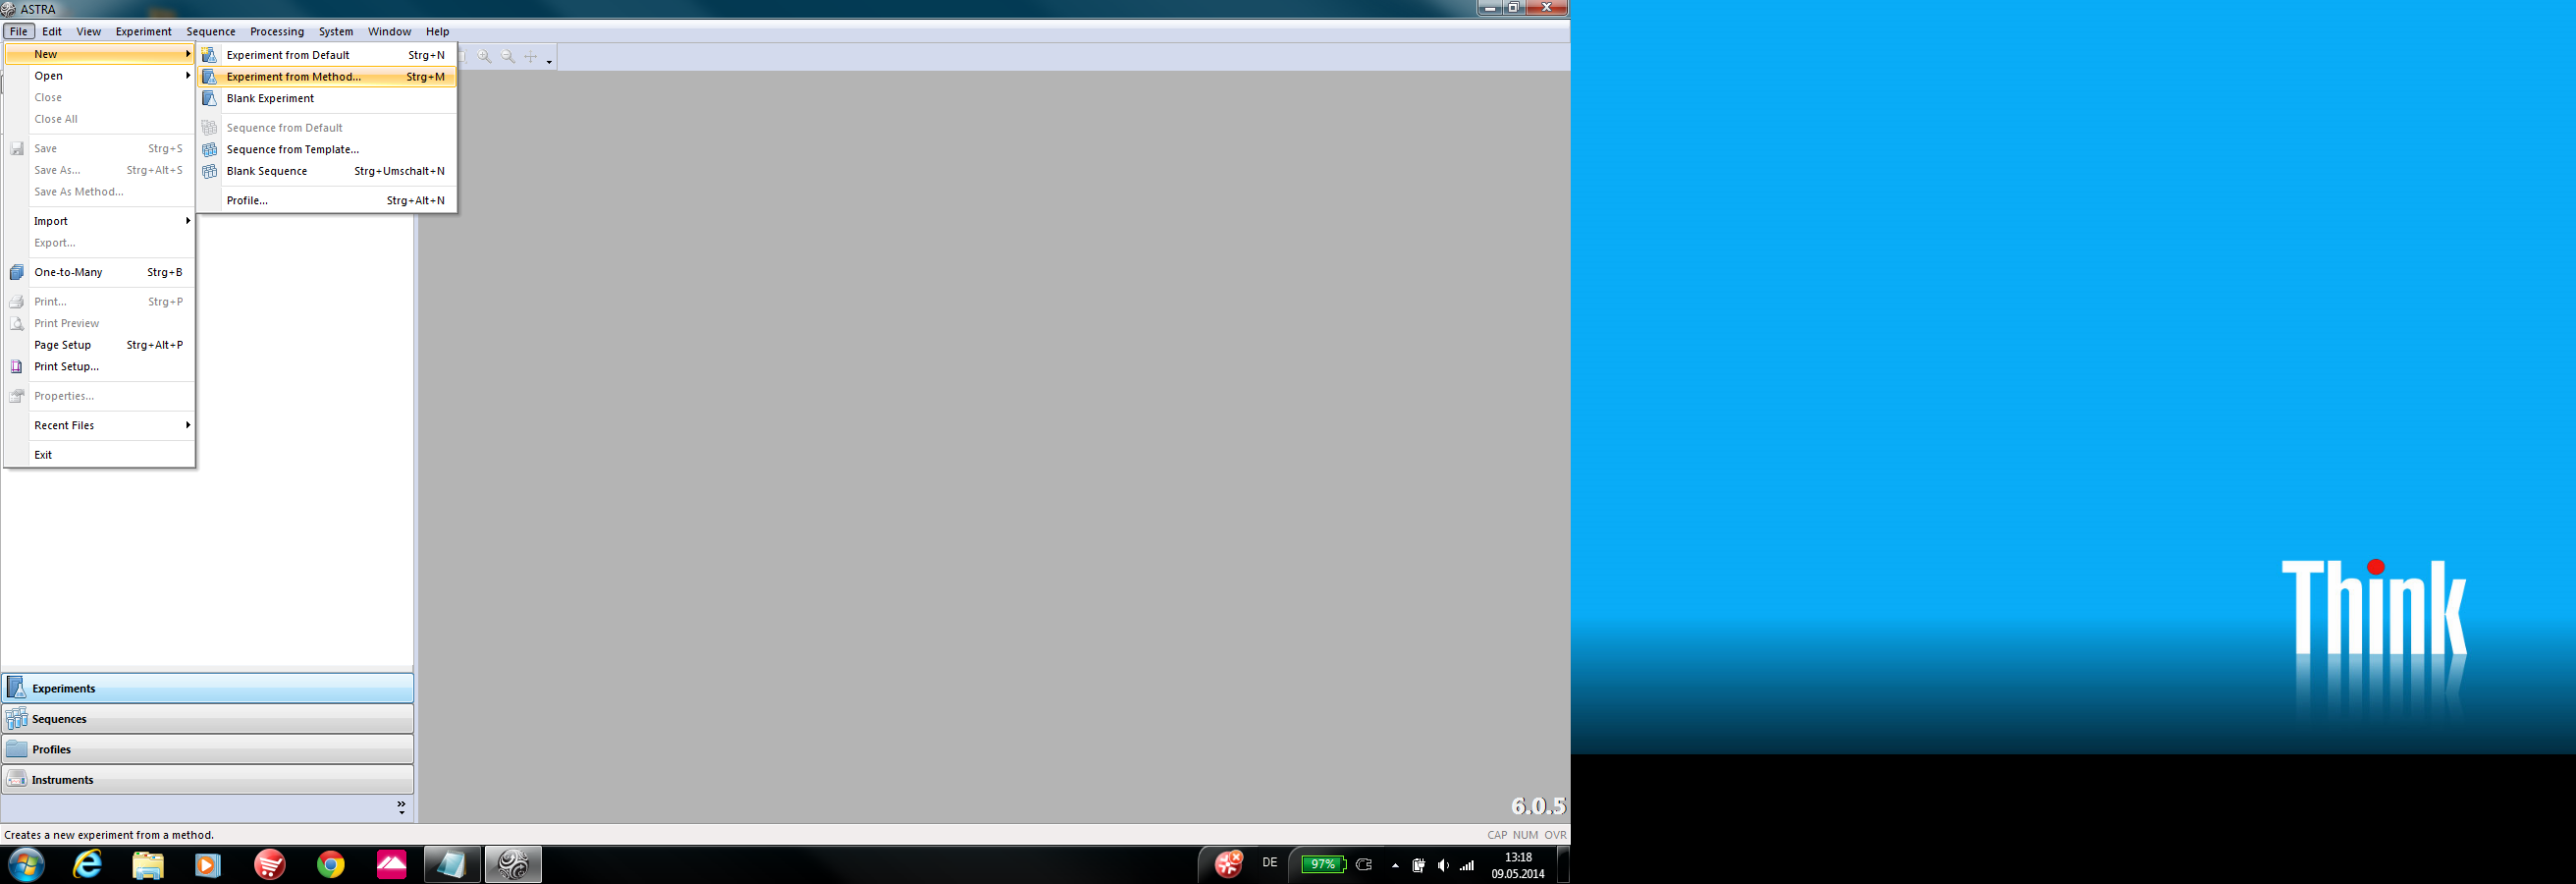 ASTRA
File Edit View Experiment Sequence Processing System Window Help
New
Open
Close
Close All
Save Strg+S
Save As... Strg+Alt+S
Save As Method...
Import
Export...
One-to-Many Strg+B
Print... Strg+P
Print Preview
Page Setup Strg+Alt+P
Print Setup...
Properties...
Recent Files
Exit
Experiment from Default Strg+N
Experiment from Method... Strg+M
Blank Experiment
Sequence from Default
Sequence from Template...
Blank Sequence Strg+Umschalt+N
Profile... Strg+Alt+N
Think
Experiments
Sequences
Profiles
Instruments
6.0.5
Creates a new experiment from a method.
CAP NUM OVR
DE
97%
13:18
09.05.2014